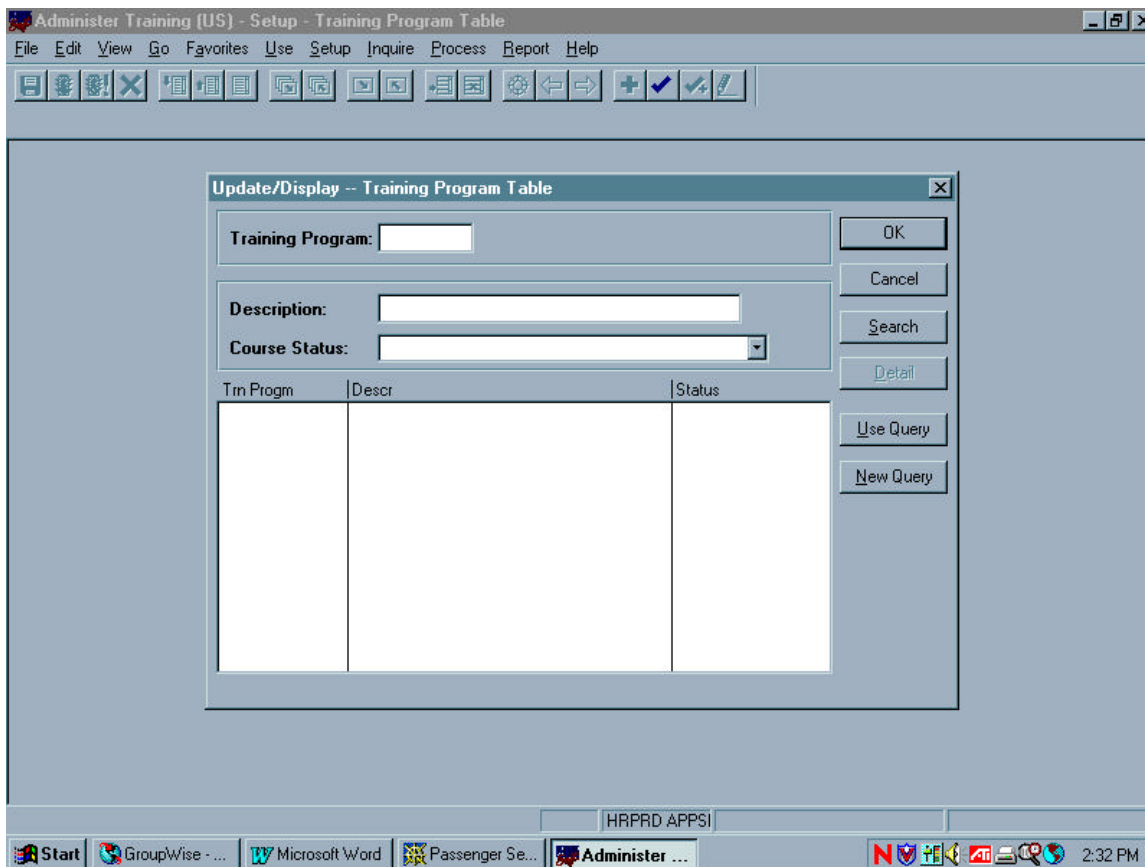 Administer Training (US) - Setup - Training Program Table
File Edit View Go Favorites Use Setup Inquire Process Report Help
Update/Display -- Training Program Table
Training Program:
OK
Cancel
Description:
Search
Course Status:
Detail
Trn Progm Descr Status
Use Query
New Query
HRPRD APPSI
Start GroupWise - ... Microsoft Word Passenger Se... Administer ... 2:32 PM